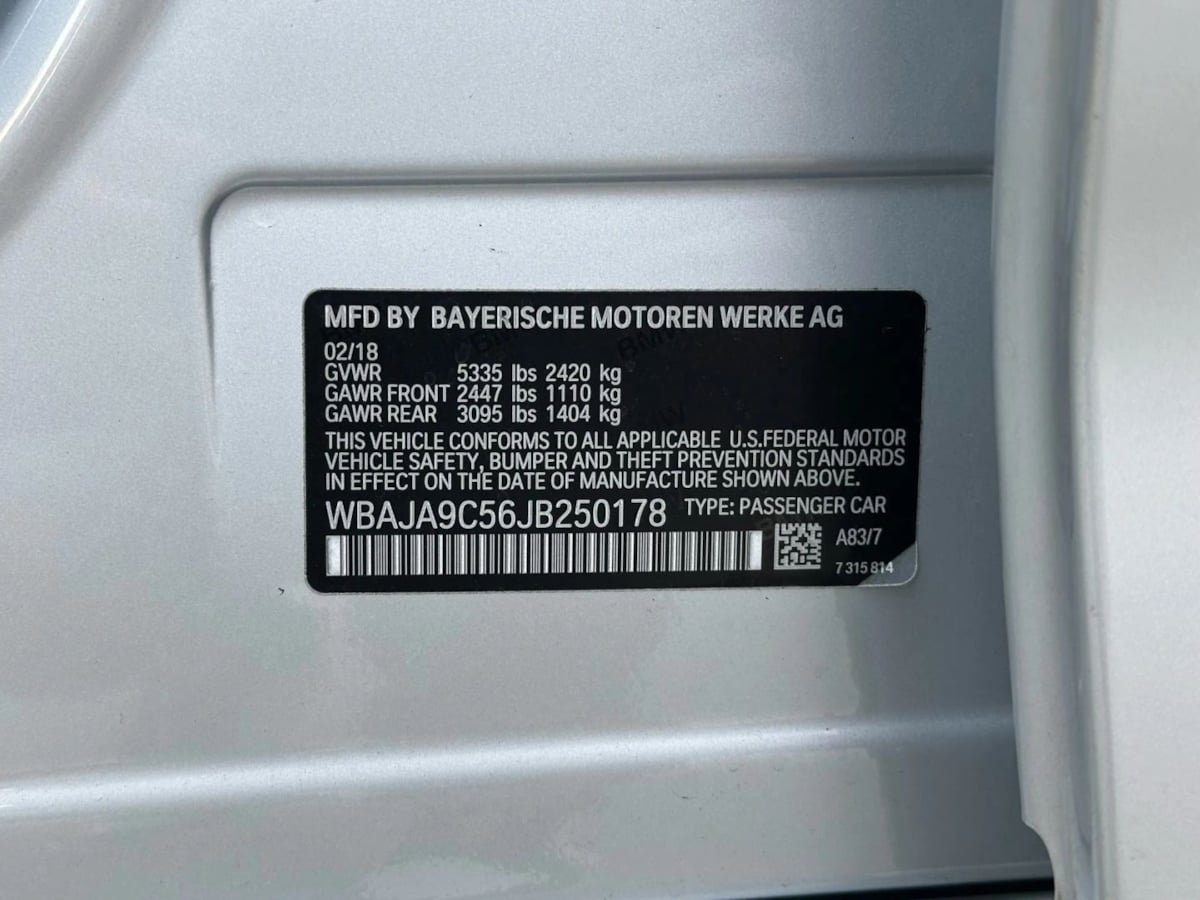 MFD BY BAYERISCHE MOTOREN WERKE AG
02/18
GVWR 5335 lbs 2420 kg
GAWR FRONT 2447 lbs 1110 kg
GAWR REAR 3095 lbs 1404 kg
THIS VEHICLE CONFORMS TO ALL APPLICABLE U.S.FEDERAL MOTOR
VEHICLE SAFETY, BUMPER AND THEFT PREVENTION STANDARDS
IN EFFECT ON THE DATE OF MANUFACTURE SHOWN ABOVE.
WBAJA9C56JB250178 TYPE: PASSENGER CAR
A83/7
7 315 814